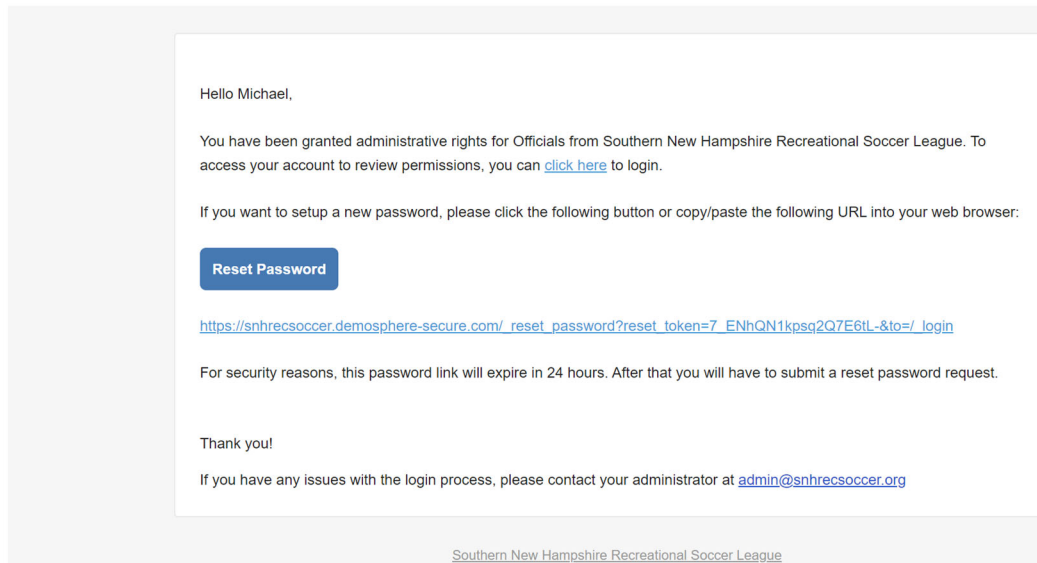 Hello Michael,
You have been granted administrative rights for Officials from Southern New Hampshire Recreational Soccer League. To
access your account to review permissions, you can click here to login.
If you want to setup a new password, please click the following button or copy/paste the following URL into your web browser:
Reset Password
https://snhrecsoccer.demosphere-secure.com/_reset_password?reset_token=7_ENhQN1kpsq2Q7E6tL-&to=/_login
For security reasons, this password link will expire in 24 hours. After that you will have to submit a reset password request.
Thank you!
If you have any issues with the login process, please contact your administrator at admin@snhrecsoccer.org
Southern New Hampshire Recreational Soccer League